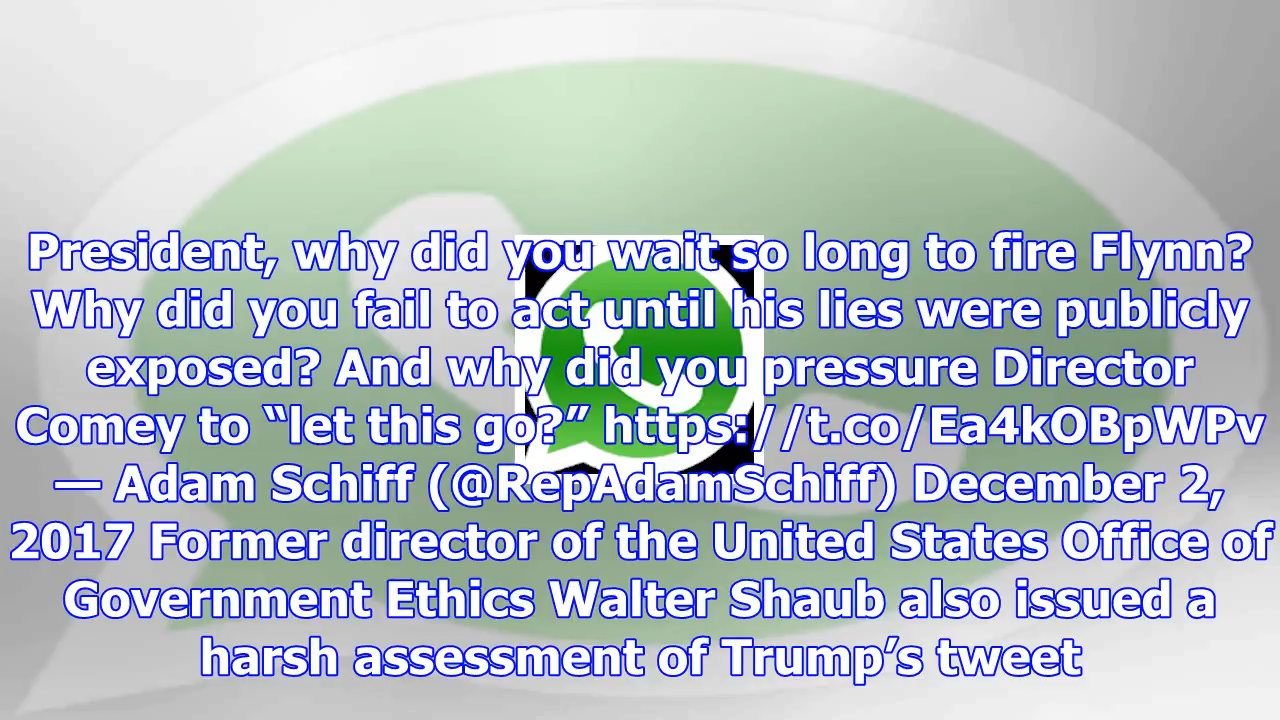 President, why did you wait so long to fire Flynn?
Why did you fail to act until his lies were publicly
exposed? And why did you pressure Director
Comey to “let this go?” https://t.co/Ea4kOBpWPv
— Adam Schiff (@RepAdamSchiff) December 2,
2017 Former director of the United States Office of
Government Ethics Walter Shaub also issued a
harsh assessment of Trump’s tweet